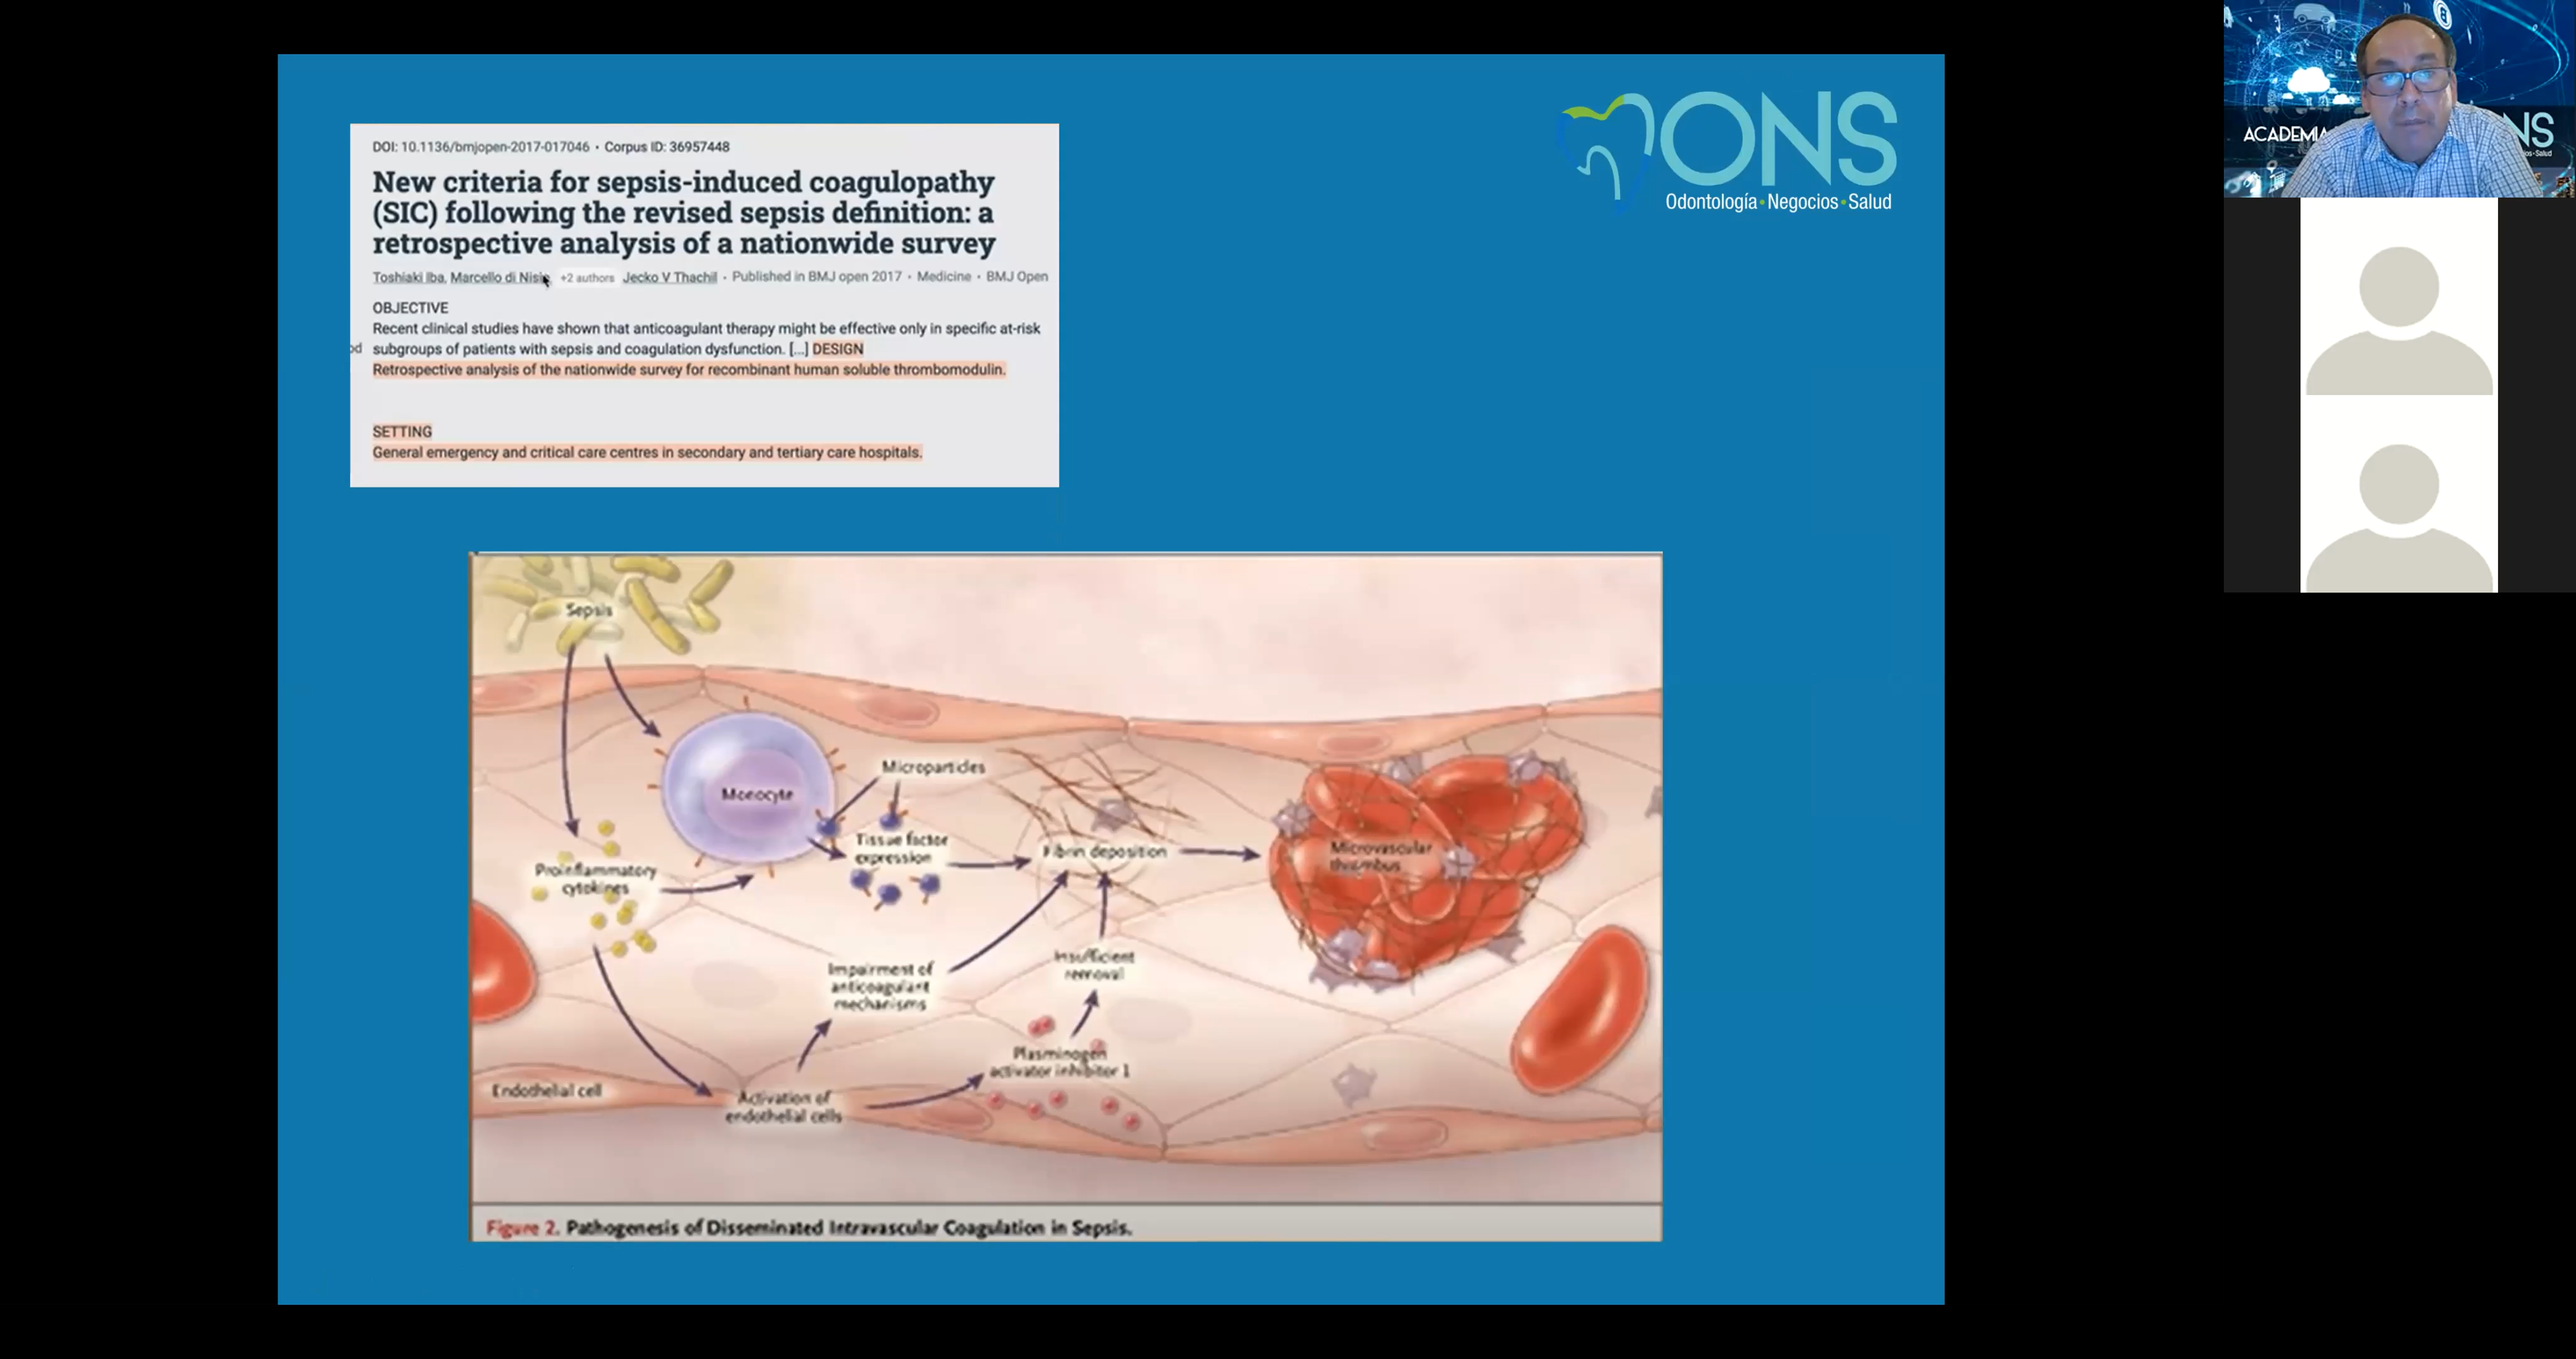 DOI: 10.1136/bmjopen-2017-017046 • Corpus ID: 36957448
New criteria for sepsis-induced coagulopathy
(SIC) following the revised sepsis definition: a
retrospective analysis of a nationwide survey
Toshiaki Iba, Marcello di Nisio, +2 authors Jecko V Thachil • Published in BMJ open 2017 • Medicine • BMJ Open
OBJECTIVE
Recent clinical studies have shown that anticoagulant therapy might be effective only in specific at-risk
od subgroups of patients with sepsis and coagulation dysfunction. [...] DESIGN
Retrospective analysis of the nationwide survey for recombinant human soluble thrombomodulin.
SETTING
General emergency and critical care centres in secondary and tertiary care hospitals.
ONS
Odontología•Negocios•Salud
ACADEMIA
NS
Sepsis
Monocyte
Microparticles
Tissue factor
expression
Fibrin deposition
Microvascular
thrombus
Proinflammatory
cytokines
Impairment of
anticoagulant
mechanisms
Insufficient
removal
Plasminogen
activator inhibitor 1
Endothelial cell
Activation of
endothelial cells
Figure 2. Pathogenesis of Disseminated Intravascular Coagulation in Sepsis.